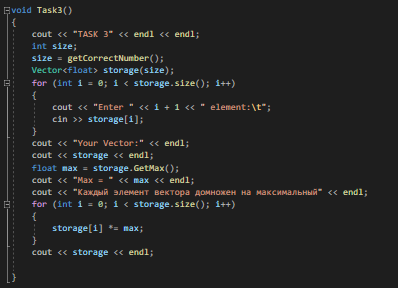 void Task3()
{
cout << "TASK 3" << endl << endl;
int size;
size = getCorrectNumber();
Vector<float> storage(size);
for (int i = 0; i < storage.size(); i++)
{
cout << "Enter " << i + 1 << " element:\t";
cin >> storage[i];
}
cout << "Your Vector:" << endl;
cout << storage << endl;
float max = storage.GetMax();
cout << "Max = " << max << endl;
cout << "Каждый элемент вектора домножен на максимальный" << endl;
for (int i = 0; i < storage.size(); i++)
{
storage[i] *= max;
}
cout << storage << endl;
}